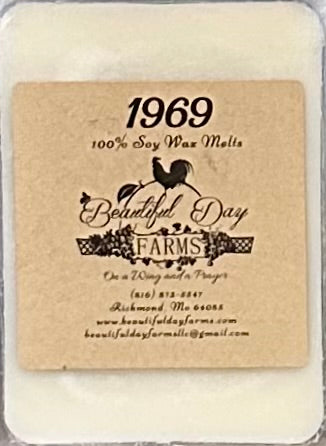 1969
100% Soy Wax Melts
Beautiful Day
FARMS
On a Wing and a Prayer
(816) 873-5547
Richmond, Mo 64085
www.beautifuldayfarms.com
beautifuldayfarmsllc@gmail.com